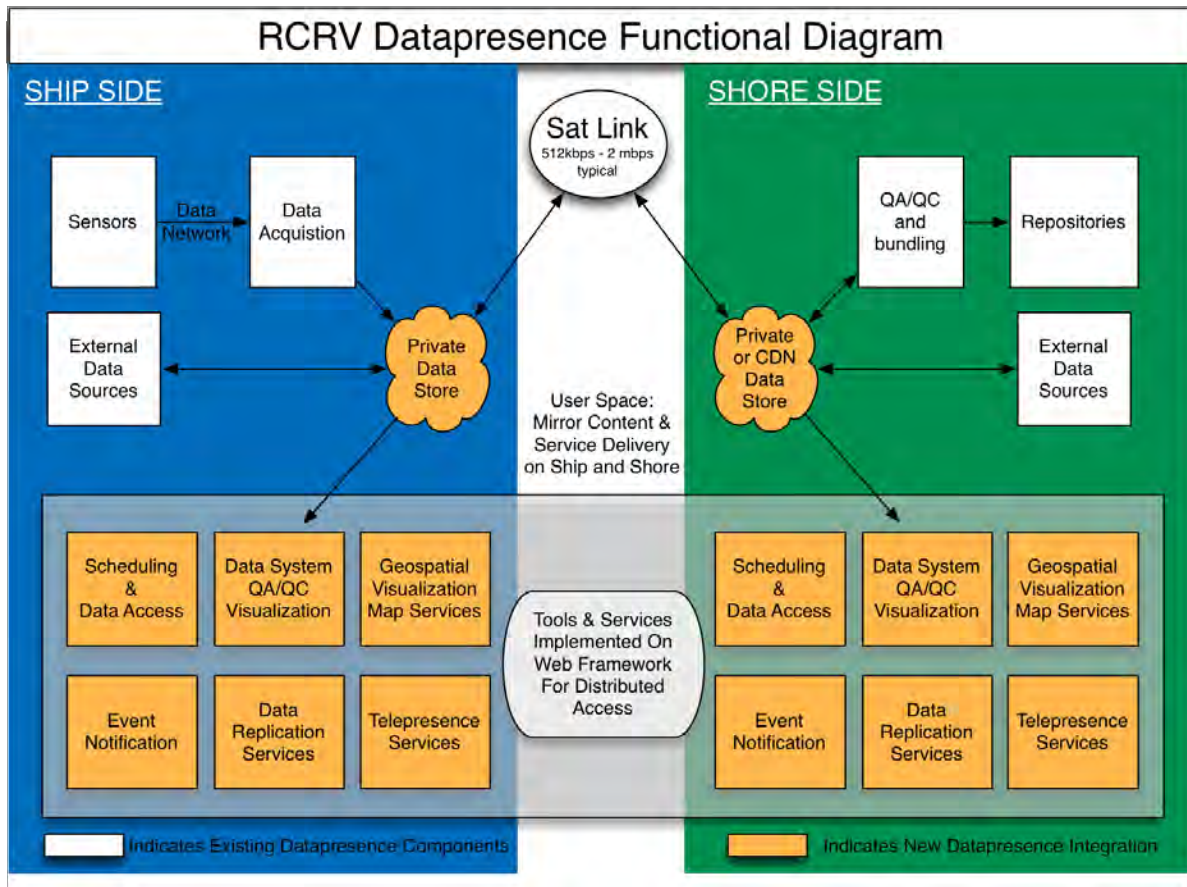 RCRV Datapresence Functional Diagram
SHIP SIDE
Sensors
Data
Network
Data
Acquistion
External
Data
Sources
Private
Data
Store
Sat Link
512kbps - 2 mbps
typical
User Space:
Mirror Content &
Service Delivery
on Ship and Shore
SHORE SIDE
QA/QC
and
bundling
Repositories
Private
or CDN
Data
Store
External
Data
Sources
Scheduling
&
Data Access
Data System
QA/QC
Visualization
Geospatial
Visualization
Map Services
Event
Notification
Data
Replication
Services
Telepresence
Services
Tools & Services
Implemented On
Web Framework
For Distributed
Access
Scheduling
&
Data Access
Data System
QA/QC
Visualization
Geospatial
Visualization
Map Services
Event
Notification
Data
Replication
Services
Telepresence
Services
Indicates Existing Datapresence Components
Indicates New Datapresence Integration